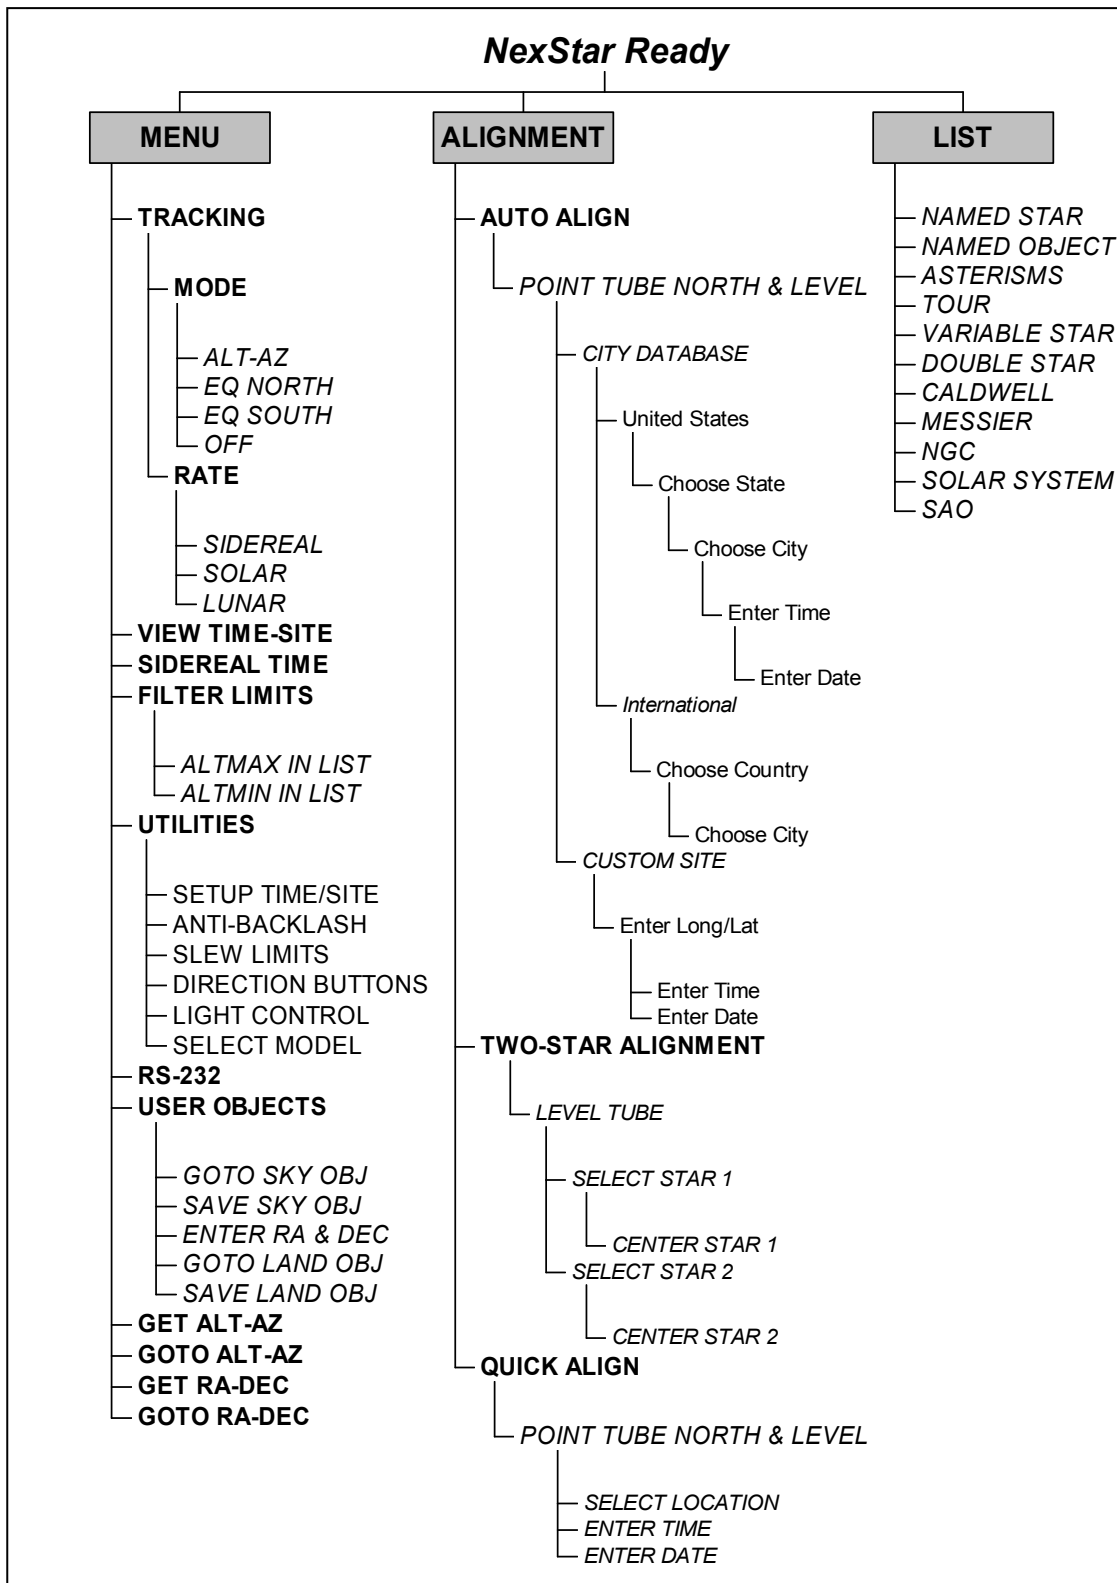 NexStar Ready
MENU
TRACKING
MODE
ALT-AZ
EQ NORTH
EQ SOUTH
OFF
RATE
SIDEREAL
SOLAR
LUNAR
VIEW TIME-SITE
SIDEREAL TIME
FILTER LIMITS
ALTMAX IN LIST
ALTMIN IN LIST
UTILITIES
SETUP TIME/SITE
ANTI-BACKLASH
SLEW LIMITS
DIRECTION BUTTONS
LIGHT CONTROL
SELECT MODEL
RS-232
USER OBJECTS
GOTO SKY OBJ
SAVE SKY OBJ
ENTER RA & DEC
GOTO LAND OBJ
SAVE LAND OBJ
GET ALT-AZ
GOTO ALT-AZ
GET RA-DEC
GOTO RA-DEC
ALIGNMENT
AUTO ALIGN
POINT TUBE NORTH & LEVEL
CITY DATABASE
United States
Choose State
Choose City
Enter Time
Enter Date
International
Choose Country
Choose City
CUSTOM SITE
Enter Long/Lat
Enter Time
Enter Date
TWO-STAR ALIGNMENT
LEVEL TUBE
SELECT STAR 1
CENTER STAR 1
SELECT STAR 2
CENTER STAR 2
QUICK ALIGN
POINT TUBE NORTH & LEVEL
SELECT LOCATION
ENTER TIME
ENTER DATE
LIST
NAMED STAR
NAMED OBJECT
ASTERISMS
TOUR
VARIABLE STAR
DOUBLE STAR
CALDWELL
MESSIER
NGC
SOLAR SYSTEM
SAO